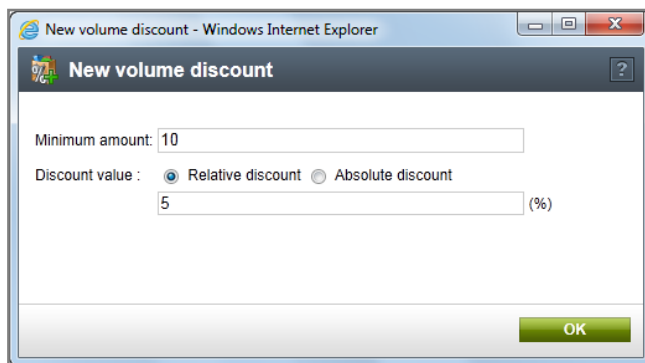 New volume discount - Windows Internet Explorer
New volume discount
?
Minimum amount: 10
Discount value : Relative discount Absolute discount
5 (%)
OK